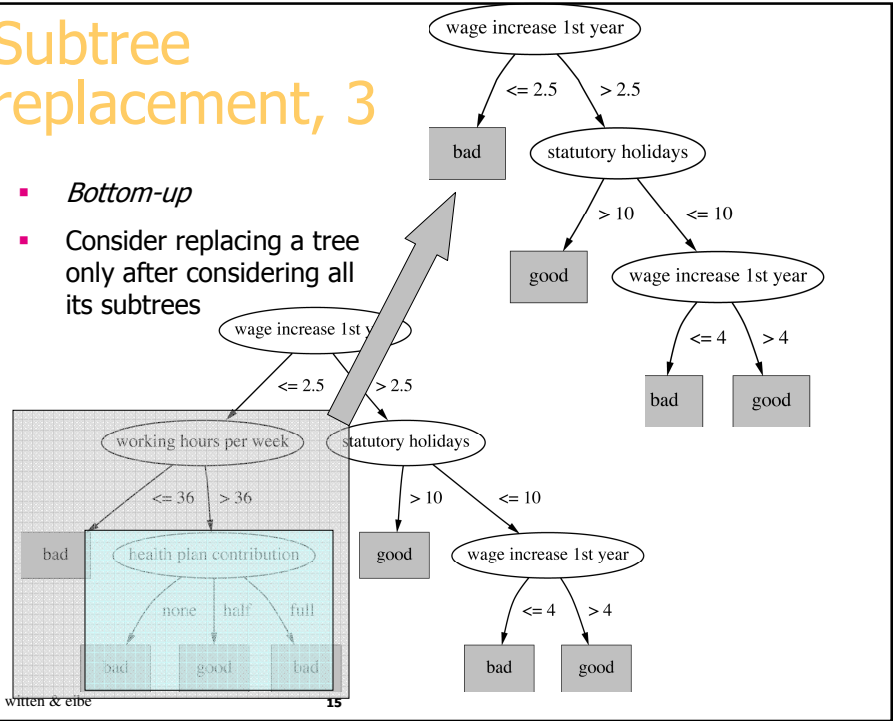 Subtree
replacement, 3
Bottom-up
Consider replacing a tree
only after considering all
its subtrees
wage increase 1st year
<= 2.5 > 2.5
bad
statutory holidays
> 10 <= 10
good
wage increase 1st year
<= 4 > 4
bad good
wage increase 1st y
<= 2.5 > 2.5
working hours per week
statutory holidays
<= 36 > 36
> 10 <= 10
bad
health plan contribution
good
wage increase 1st year
none half full
<= 4 > 4
bad good bad
bad good
witten & eibe
15